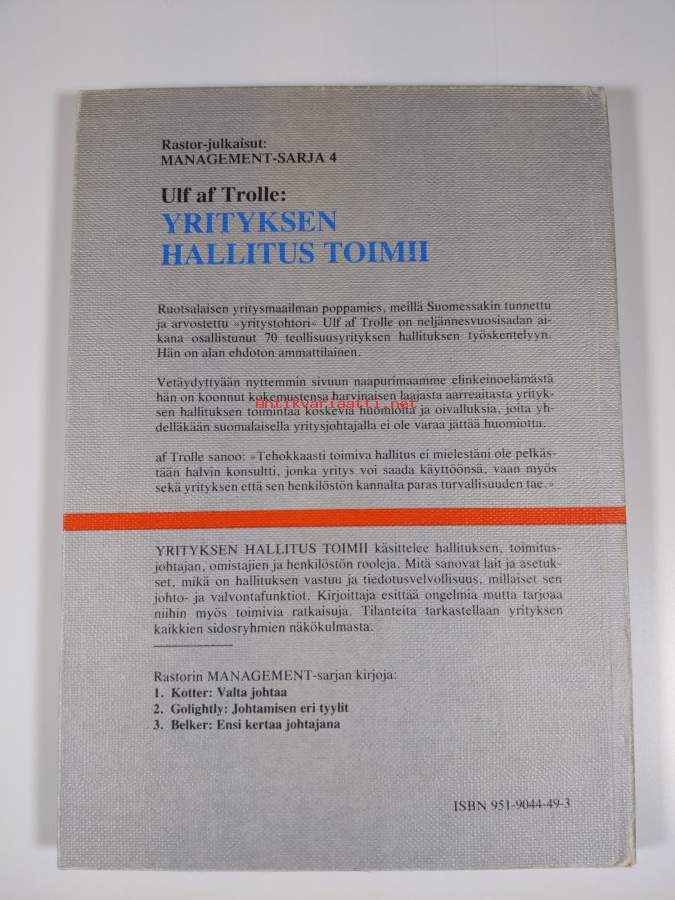 Rastor-julkaisut:
MANAGEMENT-SARJA 4
Ulf af Trolle:
YRITYKSEN
HALLITUS TOIMII
Ruotsalaisen yritysmaailman poppamies, meillä Suomessakin tunnettu
ja arvostettu »yritystohtori» Ulf af Trolle on neljännesvuosisadan ai-
kana osallistunut 70 teollisuusyrityksen hallituksen työskentelyyn.
Hän on alan ehdoton ammattilainen.
Vetäydyttyään nyttemmin sivuun naapurimaamme elinkeinoelämästä
hän on koonnut kokemustensa harvinaisen laajasta aarreaitasta yrityk-
Antikvariaatti.net
sen hallituksen toimintaa koskevia huomioita ja oivalluksia, joita yh-
delläkään suomalaisella yritysjohtajalla ei ole varaa jättää huomiotta.
af Trolle sanoo: »Tehokkaasti toimiva hallitus ei mielestäni ole pelkäs-
tään halvin konsultti, jonka yritys voi saada käyttöönsä, vaan myös
sekä yrityksen että sen henkilöstön kannalta paras turvallisuuden tae.»
YRITYKSEN HALLITUS TOIMII käsittelee hallituksen, toimitus-
johtajan, omistajien ja henkilöstön rooleja. Mitä sanovat lait ja asetuk-
set, mikä on hallituksen vastuu ja tiedotusvelvollisuus, millaiset sen
johto- ja valvontafunktiot. Kirjoittaja esittää ongelmia mutta tarjoaa
niihin myös toimivia ratkaisuja. Tilanteita tarkastellaan yrityksen
kaikkien sidosryhmien näkökulmasta.
Rastorin MANAGEMENT-sarjan kirjoja:
1. Kotter: Valta johtaa
2. Golightly: Johtamisen eri tyylit
3. Belker: Ensi kertaa johtajana
ISBN 951-9044-49-3